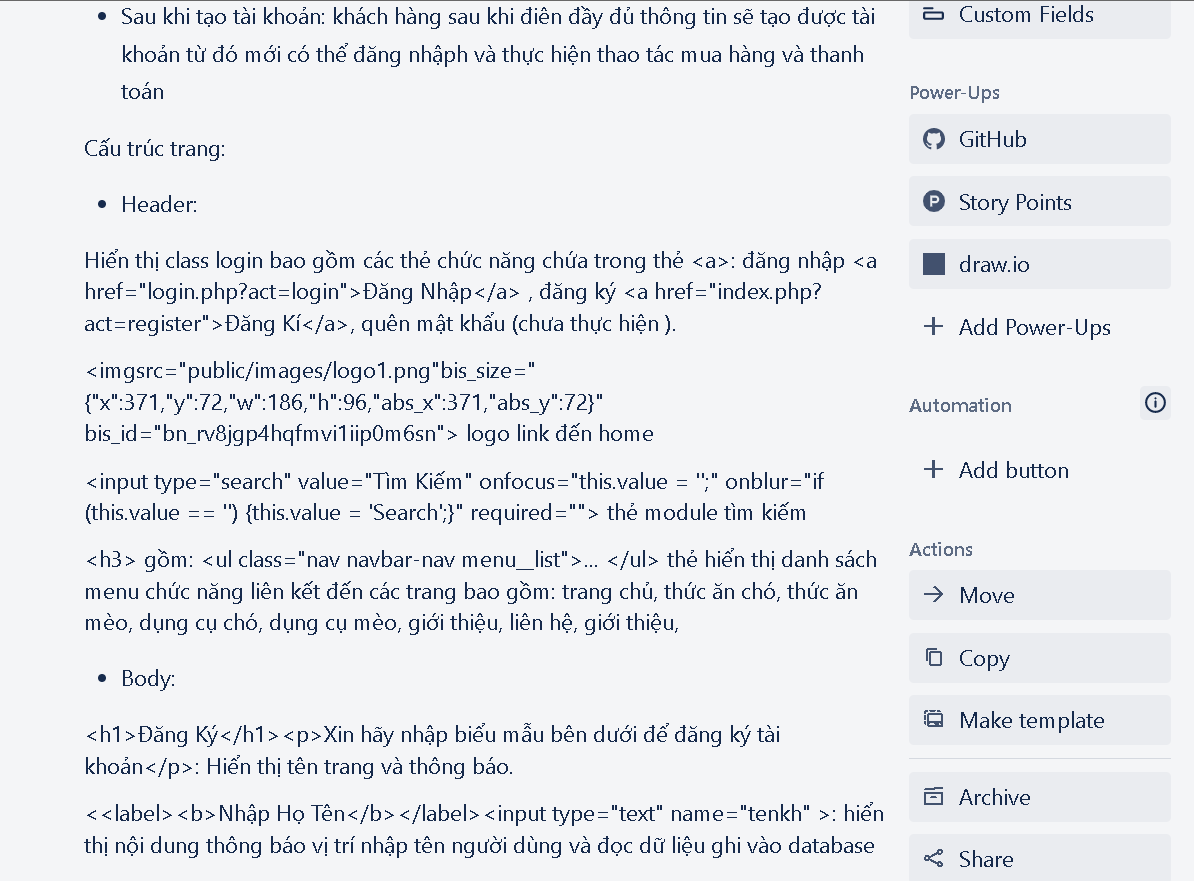 Sau khi tạo tài khoản: khách hàng sau khi điên đầy đủ thông tin sẽ tạo được tài
khoản từ đó mới có thể đăng nhậph và thực hiện thao tác mua hàng và thanh
toán
Cấu trúc trang:
Header:
Hiển thị class login bao gồm các thẻ chức năng chứa trong thẻ <a>: đăng nhập <a
href="login.php?act=login">Đăng Nhập</a> , đăng ký <a href="index.php?
act=register">Đăng Kí</a>, quên mật khẩu (chưa thực hiện ).
<imgsrc="public/images/logo1.png"bis_size="
{"x":371,"y":72,"w":186,"h":96,"abs_x":371,"abs_y":72}"
bis_id="bn_rv8jgp4hqfmvi1iip0m6sn"> logo link đến home
<input type="search" value="Tìm Kiếm" onfocus="this.value = '';" onblur="if
(this.value == '') {this.value = 'Search';}" required=""> thẻ module tìm kiếm
<h3> gồm: <ul class="nav navbar-nav menu__list">... </ul> thẻ hiển thị danh sách
menu chức năng liên kết đến các trang bao gồm: trang chủ, thức ăn chó, thức ăn
mèo, dụng cụ chó, dụng cụ mèo, giới thiệu, liên hệ, giới thiệu,
Body:
<h1>Đăng Ký</h1><p>Xin hãy nhập biểu mẫu bên dưới để đăng ký tài
khoản</p>: Hiển thị tên trang và thông báo.
<<label><b>Nhập Họ Tên</b></label><input type="text" name="tenkh" >: hiển
thị nội dung thông báo vị trí nhập tên người dùng và đọc dữ liệu ghi vào database
Custom Fields
Power-Ups
GitHub
Story Points
draw.io
Add Power-Ups
Automation
Add button
Actions
Move
Copy
Make template
Archive
Share